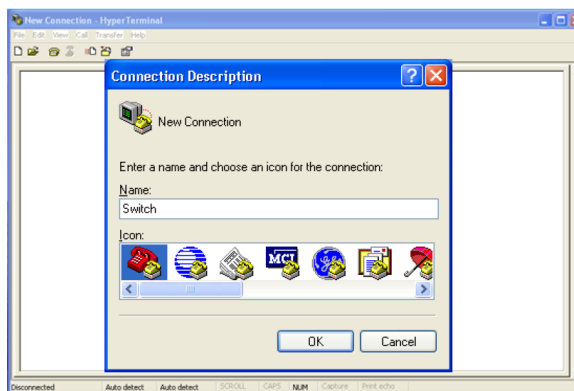 New Connection - HyperTerminal
File Edit View Call Transfer Help
Connection Description
New Connection
Enter a name and choose an icon for the connection:
Name:
Switch
Icon:
MCI
OK Cancel
Disconnected Auto detect Auto detect SCROLL CAPS NUM Capture Print echo